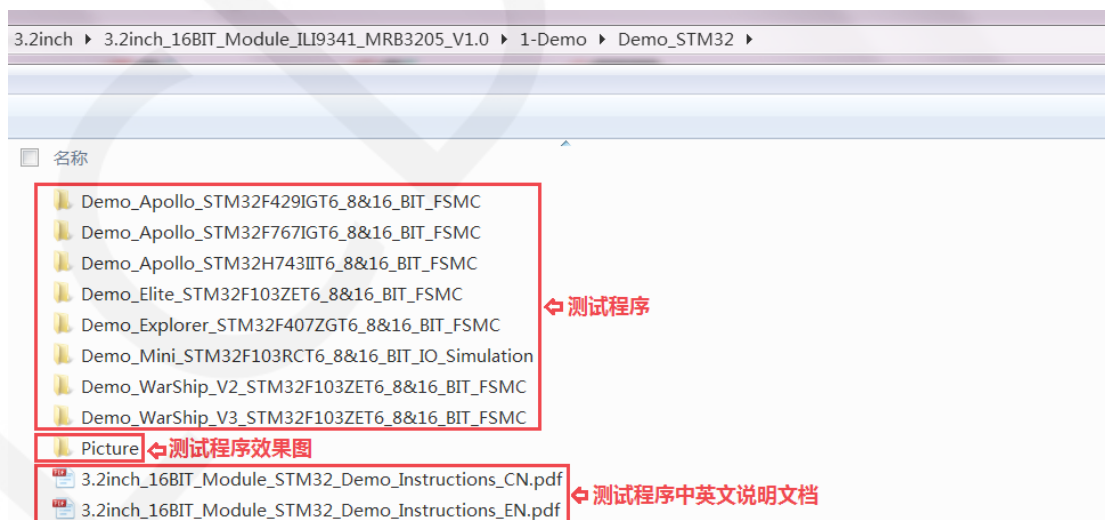 3.2inch ▸ 3.2inch_16BIT_Module_ILI9341_MRB3205_V1.0 ▸ 1-Demo ▸ Demo_STM32 ▸
名称
Demo_Apollo_STM32F429IGT6_8&16_BIT_FSMC
Demo_Apollo_STM32F767IGT6_8&16_BIT_FSMC
Demo_Apollo_STM32H743IIT6_8&16_BIT_FSMC
Demo_Elite_STM32F103ZET6_8&16_BIT_FSMC
测试程序
Demo_Explorer_STM32F407ZGT6_8&16_BIT_FSMC
Demo_Mini_STM32F103RCT6_8&16_BIT_IO_Simulation
Demo_WarShip_V2_STM32F103ZET6_8&16_BIT_FSMC
Demo_WarShip_V3_STM32F103ZET6_8&16_BIT_FSMC
Picture 测试程序效果图
3.2inch_16BIT_Module_STM32_Demo_Instructions_CN.pdf
测试程序中英文说明文档
3.2inch_16BIT_Module_STM32_Demo_Instructions_EN.pdf